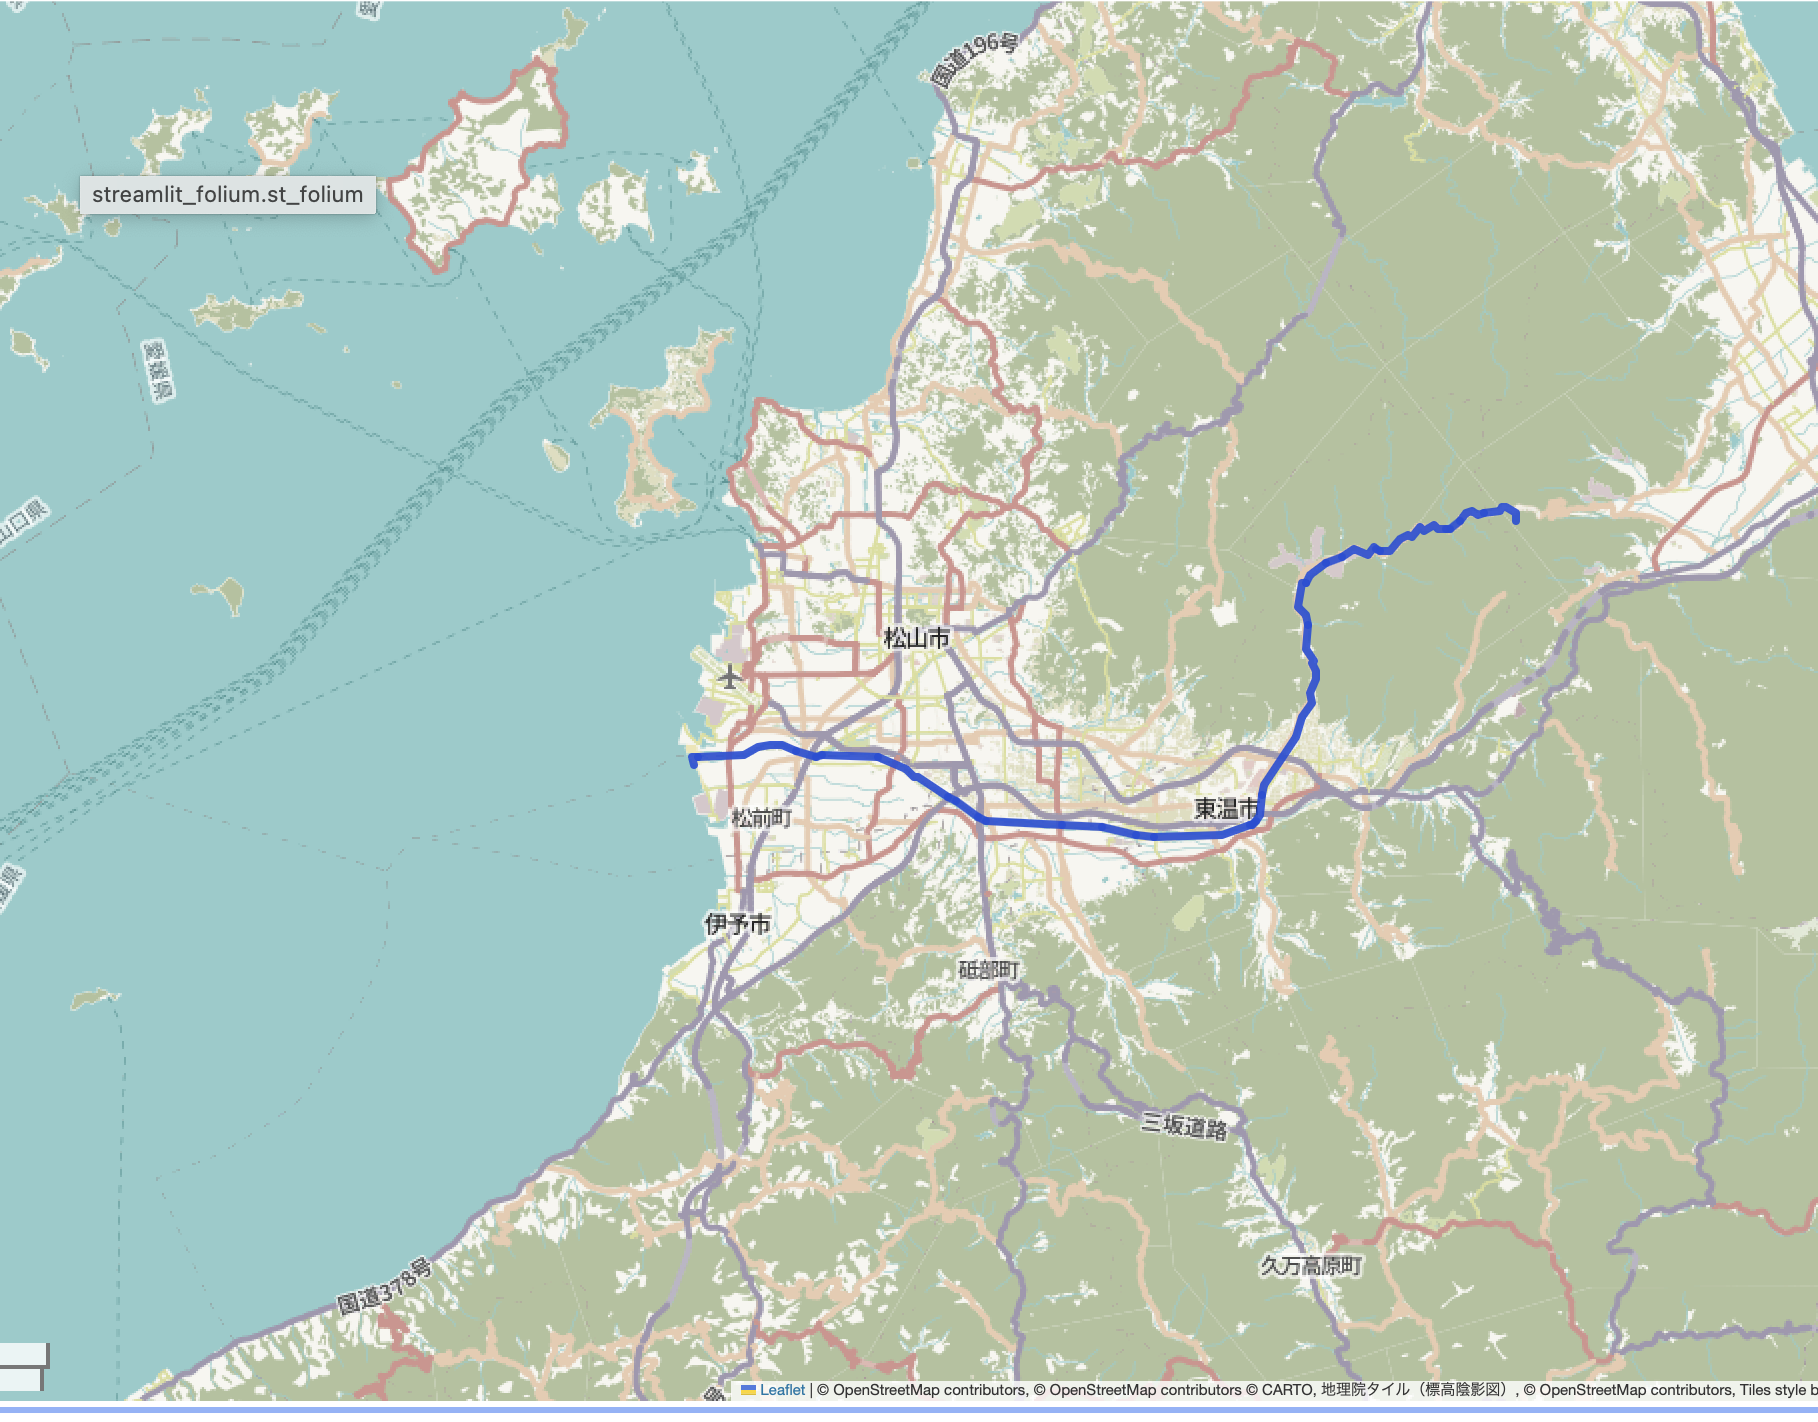 国道196号
streamlit_folium.st_folium
愛媛県
山口県
松山市
東温市
松前町
伊予市
砥部町
三坂道路
久万高原町
国道378号
Leaflet | © OpenStreetMap contributors, © OpenStreetMap contributors © CARTO, 地理院タイル（標高陰影図）, © OpenStreetMap contributors, Tiles style b